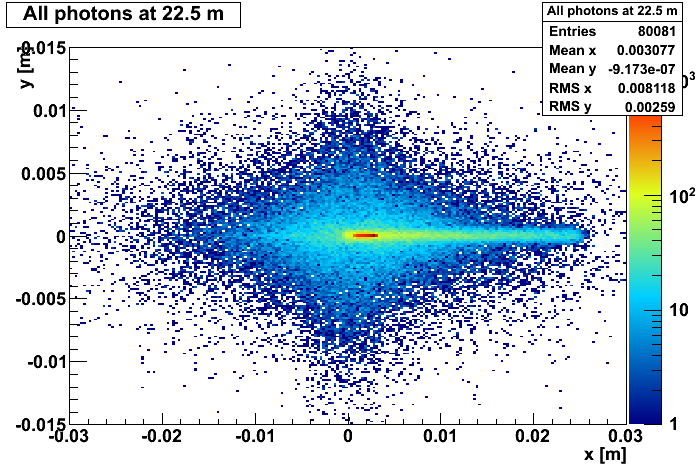 All photons at 22.5 m
All photons at 22.5 m
Entries 80081
Mean x 0.003077
Mean y -9.173e-07
RMS x 0.008118
RMS y 0.00259
y [m]
0.015
0.01
0.005
0
-0.005
-0.01
-0.015
-0.03
-0.02
-0.01
0
0.01
0.02
0.03
x [m]
10²
10
1